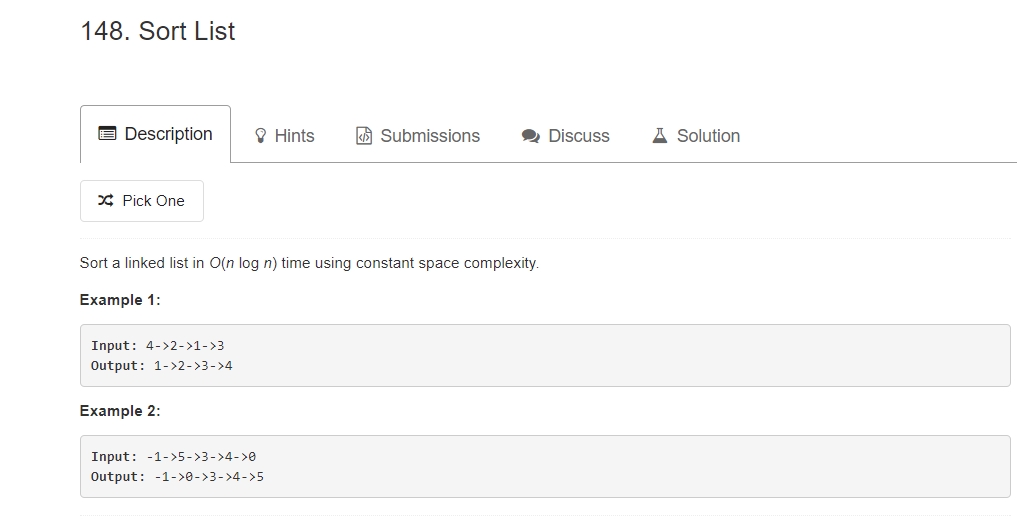 148. Sort List
Description
Hints
Submissions
Discuss
Solution
Pick One
Sort a linked list in O(n log n) time using constant space complexity.
Example 1:
Input: 4->2->1->3
Output: 1->2->3->4
Example 2:
Input: -1->5->3->4->0
Output: -1->0->3->4->5